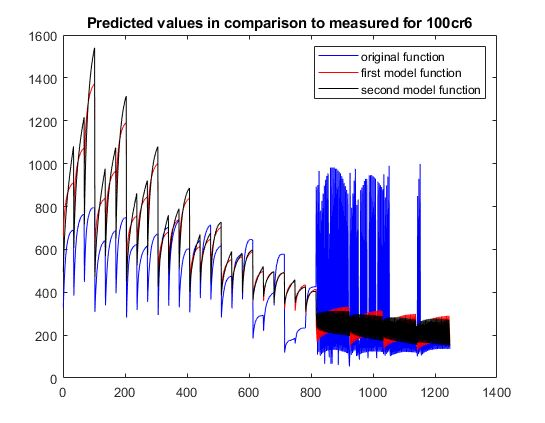 Predicted values in comparison to measured for 100cr6
1600
1400
1200
1000
800
600
400
200
0
original function
first model function
second model function
0 200 400 600 800 1000 1200 1400